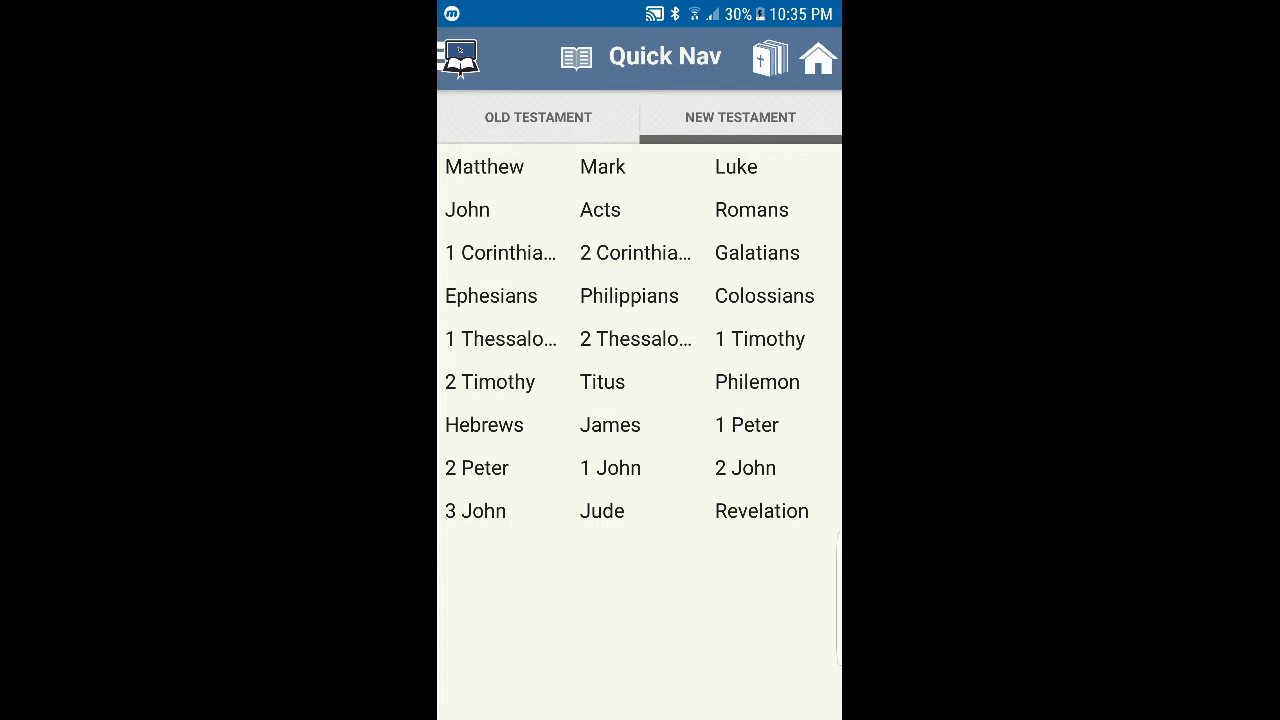 30% 10:35 PM
Quick Nav
OLD TESTAMENT NEW TESTAMENT
Matthew Mark Luke
John Acts Romans
1 Corinthia... 2 Corinthia... Galatians
Ephesians Philippians Colossians
1 Thessalo... 2 Thessalo... 1 Timothy
2 Timothy Titus Philemon
Hebrews James 1 Peter
2 Peter 1 John 2 John
3 John Jude Revelation